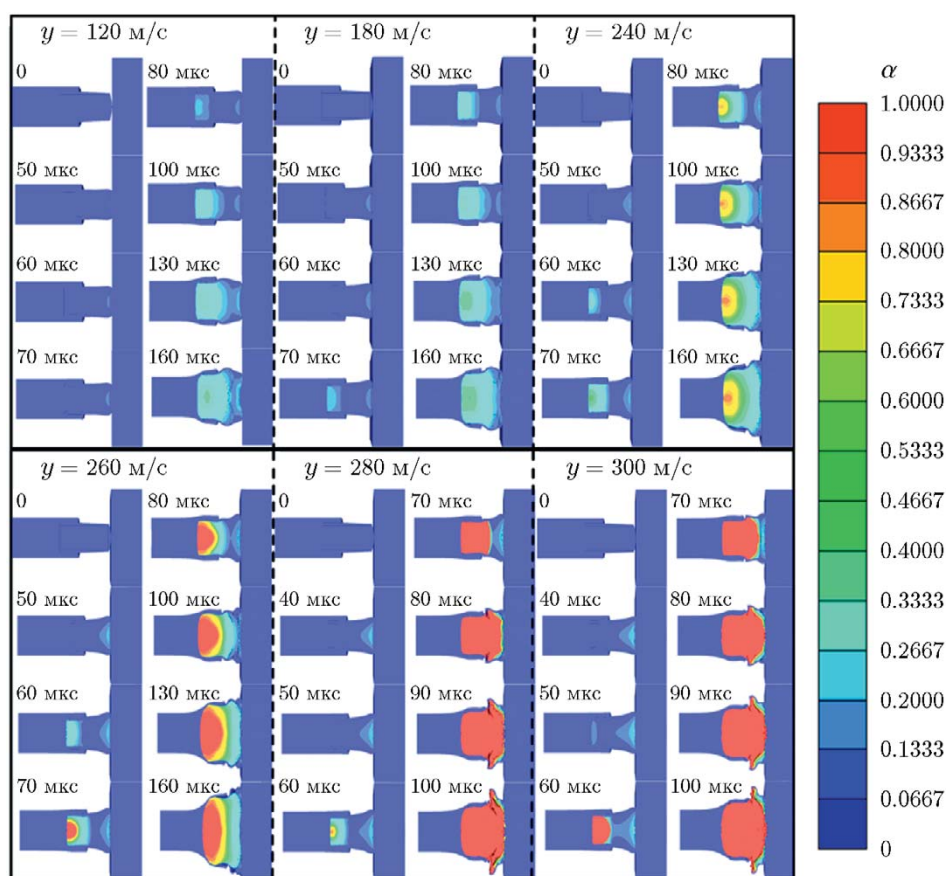 y = 120 м/с
0
80 мкс
50 мкс
100 мкс
60 мкс
130 мкс
70 мкс
160 мкс
y = 180 м/с
0
80 мкс
50 мкс
100 мкс
60 мкс
130 мкс
70 мкс
160 мкс
y = 240 м/с
0
80 мкс
50 мкс
100 мкс
60 мкс
130 мкс
70 мкс
160 мкс
y = 260 м/с
0
80 мкс
50 мкс
100 мкс
60 мкс
130 мкс
70 мкс
160 мкс
y = 280 м/с
0
70 мкс
40 мкс
80 мкс
50 мкс
90 мкс
60 мкс
100 мкс
y = 300 м/с
0
70 мкс
40 мкс
80 мкс
50 мкс
90 мкс
60 мкс
100 мкс
α
1.0000
0.9333
0.8667
0.8000
0.7333
0.6667
0.6000
0.5333
0.4667
0.4000
0.3333
0.2667
0.2000
0.1333
0.0667
0